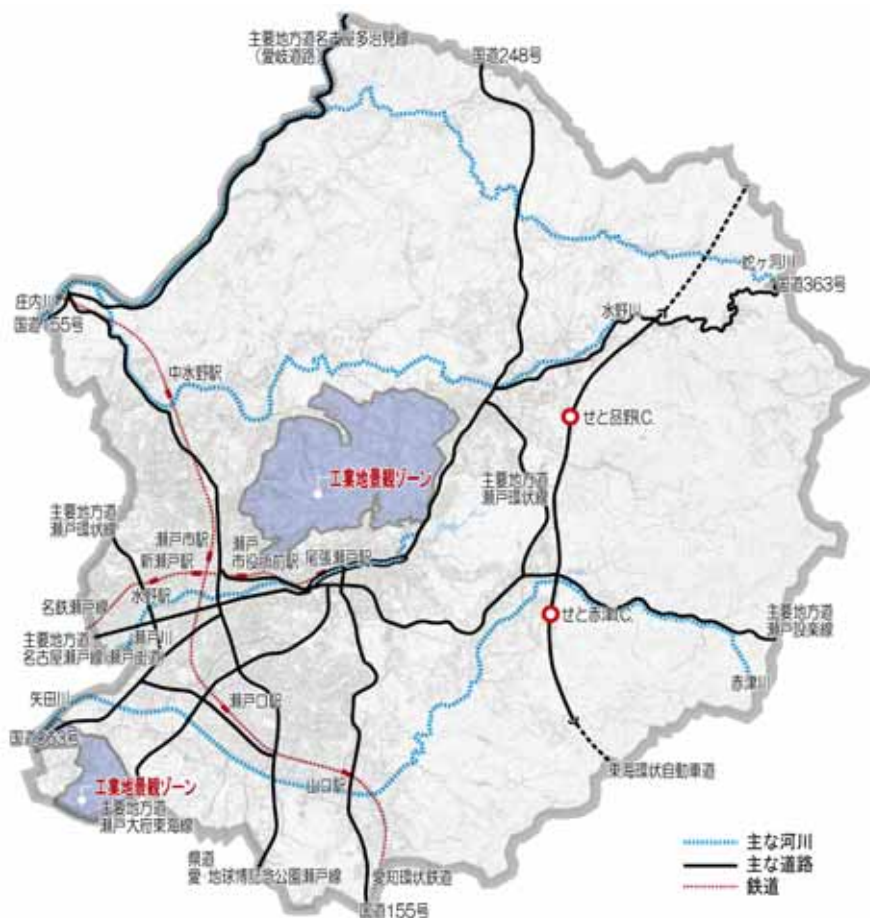 主要地方道名古屋多治見線
（愛岐道路）
国道248号
蛇ヶ洞川
国道363号
庄内川
国道155号
水野川
中水野駅
せと品野I.C.
工業地景観ゾーン
主要地方道
瀬戸環状線
主要地方道
瀬戸環状線
瀬戸市駅
新瀬戸駅
瀬戸
市役所前駅
尾張瀬戸駅
名鉄瀬戸線
水野駅
せと赤津I.C.
主要地方道
瀬戸設楽線
主要地方道
名古屋瀬戸線(瀬戸街道)
瀬戸川
赤津川
矢田川
瀬戸口駅
国道363号
東海環状自動車道
工業地景観ゾーン
山口駅
主要地方道
瀬戸大府東海線
県道
愛・地球博記念公園瀬戸線
愛知環状鉄道
国道155号
主な河川
主な道路
鉄道